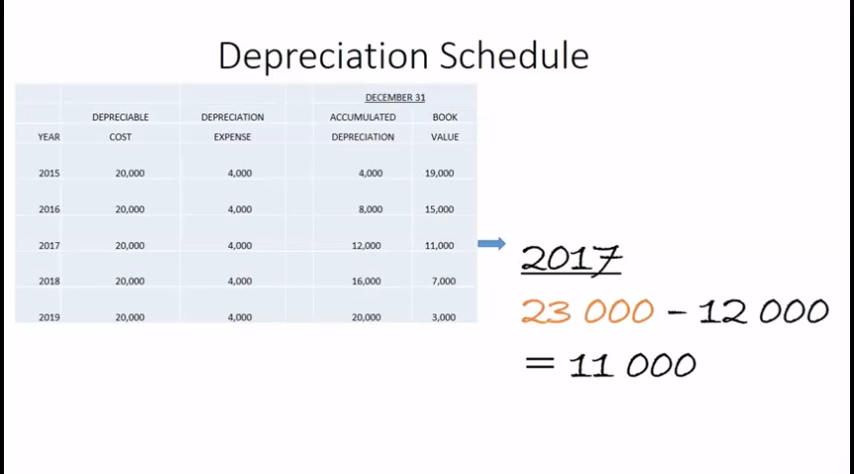 Depreciation Schedule
DECEMBER 31
DEPRECIABLE DEPRECIATION ACCUMULATED BOOK
YEAR COST EXPENSE DEPRECIATION VALUE
2015 20,000 4,000 4,000 19,000
2016 20,000 4,000 8,000 15,000
2017 20,000 4,000 12,000 11,000
2018 20,000 4,000 16,000 7,000
2019 20,000 4,000 20,000 3,000
2017
23 000 – 12 000
= 11 000